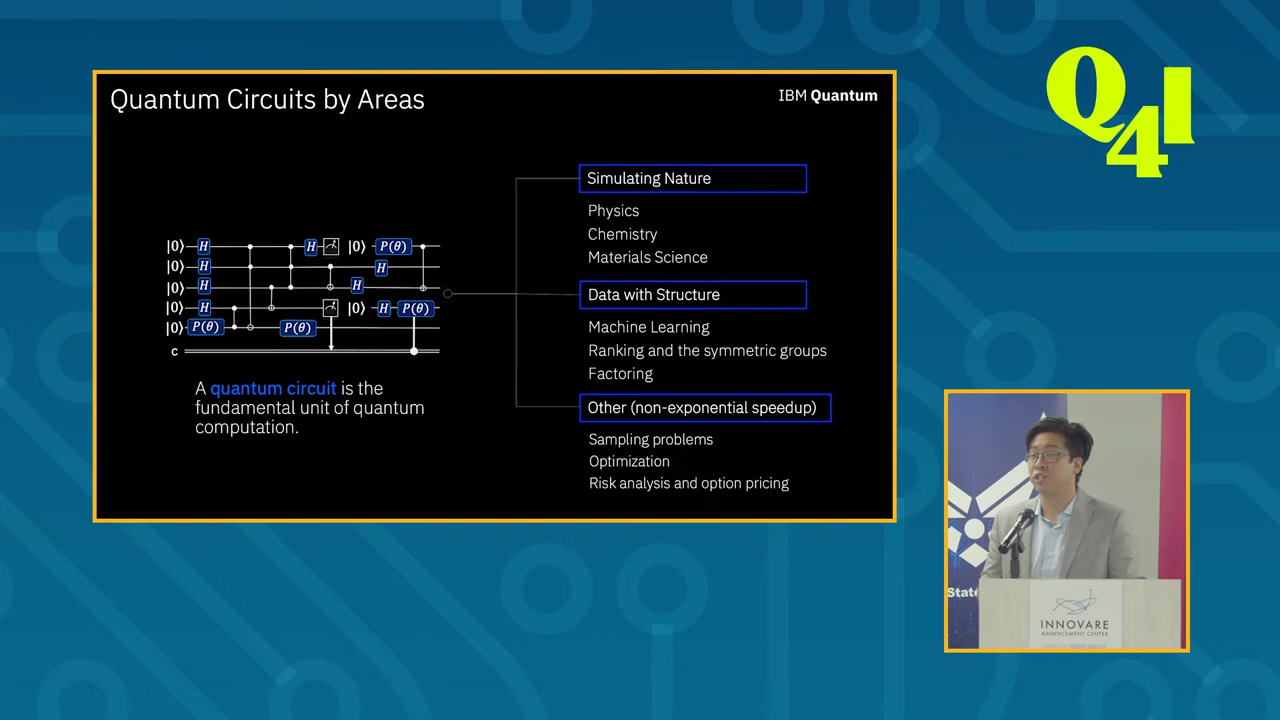 Quantum Circuits by Areas
IBM Quantum
Q4I
Simulating Nature
Physics
Chemistry
Materials Science
Data with Structure
Machine Learning
Ranking and the symmetric groups
Factoring
Other (non-exponential speedup)
Sampling problems
Optimization
Risk analysis and option pricing
|0⟩ H H |0⟩ P(θ)
|0⟩ H H
|0⟩ H H
|0⟩ H |0⟩ H P(θ)
|0⟩ P(θ) P(θ)
c
A quantum circuit is the
fundamental unit of quantum
computation.
State
INNOVARE
ADVANCEMENT CENTER